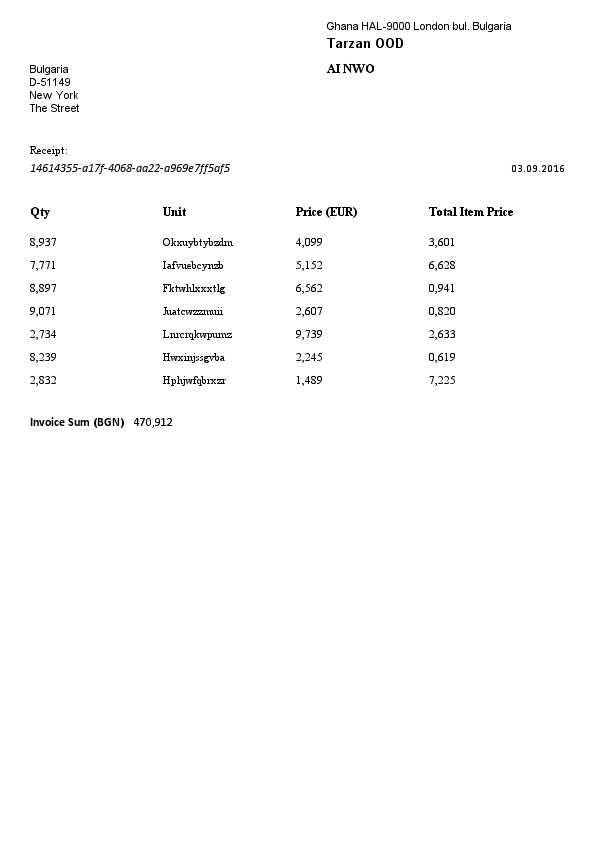 Ghana HAL-9000 London bul. Bulgaria
Tarzan OOD
AI NWO
Bulgaria
D-51149
New York
The Street
Receipt:
14614355-a17f-4068-aa22-a969e7ff5af5 03.09.2016
Qty Unit Price (EUR) Total Item Price
8,937 Okxuybtybzdm 4,099 3,601
7,771 Iafvuebcynzb 5,152 6,628
8,897 Fktwhlxxxtlg 6,562 0,941
9,071 Juatcwzzmuii 2,607 0,820
2,734 Lnrcrqkwpumz 9,739 2,633
8,239 Hwxinjssgvba 2,245 0,619
2,832 Hphjwfqbrxzr 1,489 7,225
Invoice Sum (BGN) 470,912